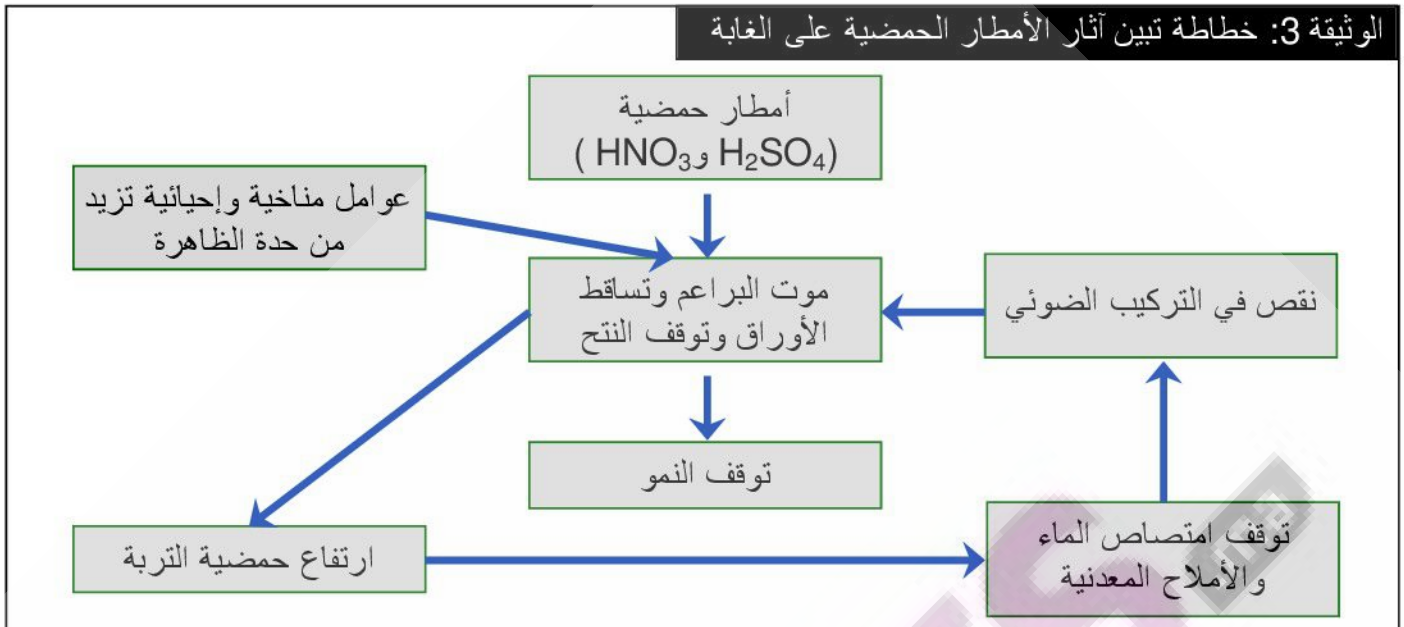 الوثيقة 3: خطاطة تبين آثار الأمطار الحمضية على الغابة
أمطار حمضية
(H₂SO₄ وHNO₃ )
عوامل مناخية وإحيائية تزيد
من حدة الظاهرة
موت البراعم وتساقط
الأوراق وتوقف النتح
نقص في التركيب الضوئي
توقف النمو
توقف امتصاص الماء
والأملاح المعدنية
ارتفاع حمضية التربة